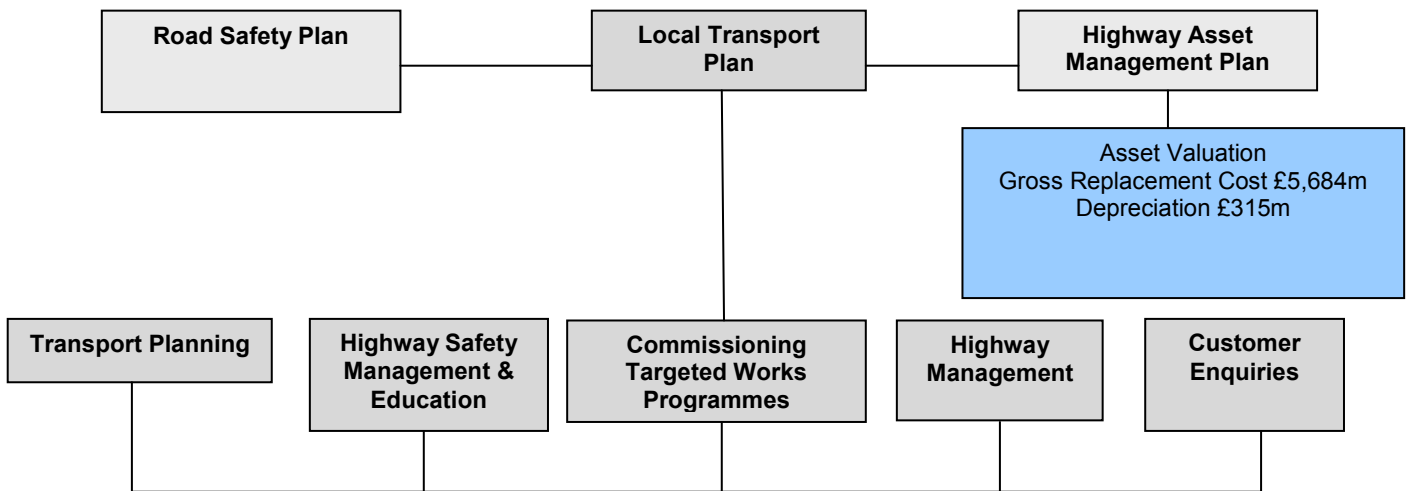 Road Safety Plan
Local Transport
Plan
Highway Asset
Management Plan
Asset Valuation
Gross Replacement Cost £5,684m
Depreciation £315m
Transport Planning
Highway Safety
Management &
Education
Commissioning
Targeted Works
Programmes
Highway
Management
Customer
Enquiries